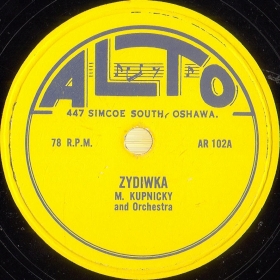 ALTO
447 SIMCOE SOUTH, OSHAWA.
78 R.P.M. AR 102A
ZYDIWKA
M. KUPNICKY
and Orchestra